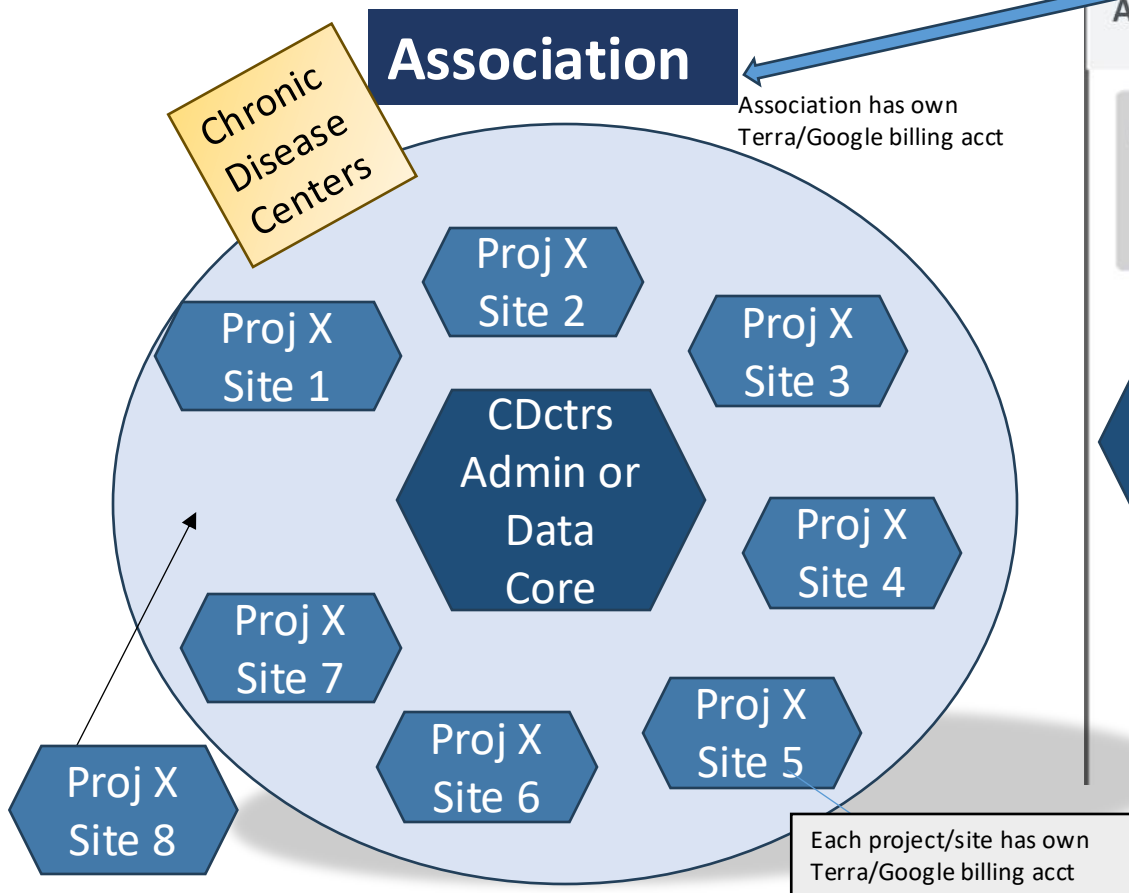 Association
A
Association has own
Terra/Google billing acct
Chronic
Disease
Centers
Proj X
Site 2
Proj X
Site 1
Proj X
Site 3
CDctrs
Admin or
Data
Core
Proj X
Site 4
Proj X
Site 7
Proj X
Site 5
Proj X
Site 6
Proj X
Site 8
Each project/site has own
Terra/Google billing acct